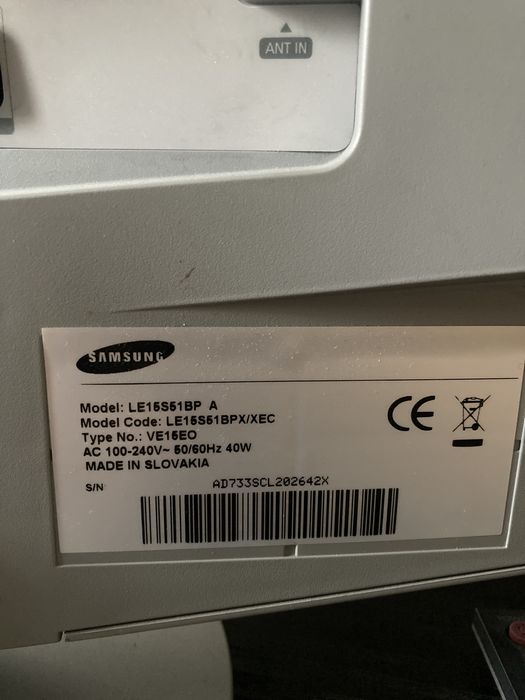 ANT IN
SAMSUNG
Model: LE15S51BP A
Model Code: LE15S51BPX/XEC
Type No.: VE15EO
AC 100-240V~ 50/60Hz 40W
MADE IN SLOVAKIA
S/N
AD733SCL202642X
CE